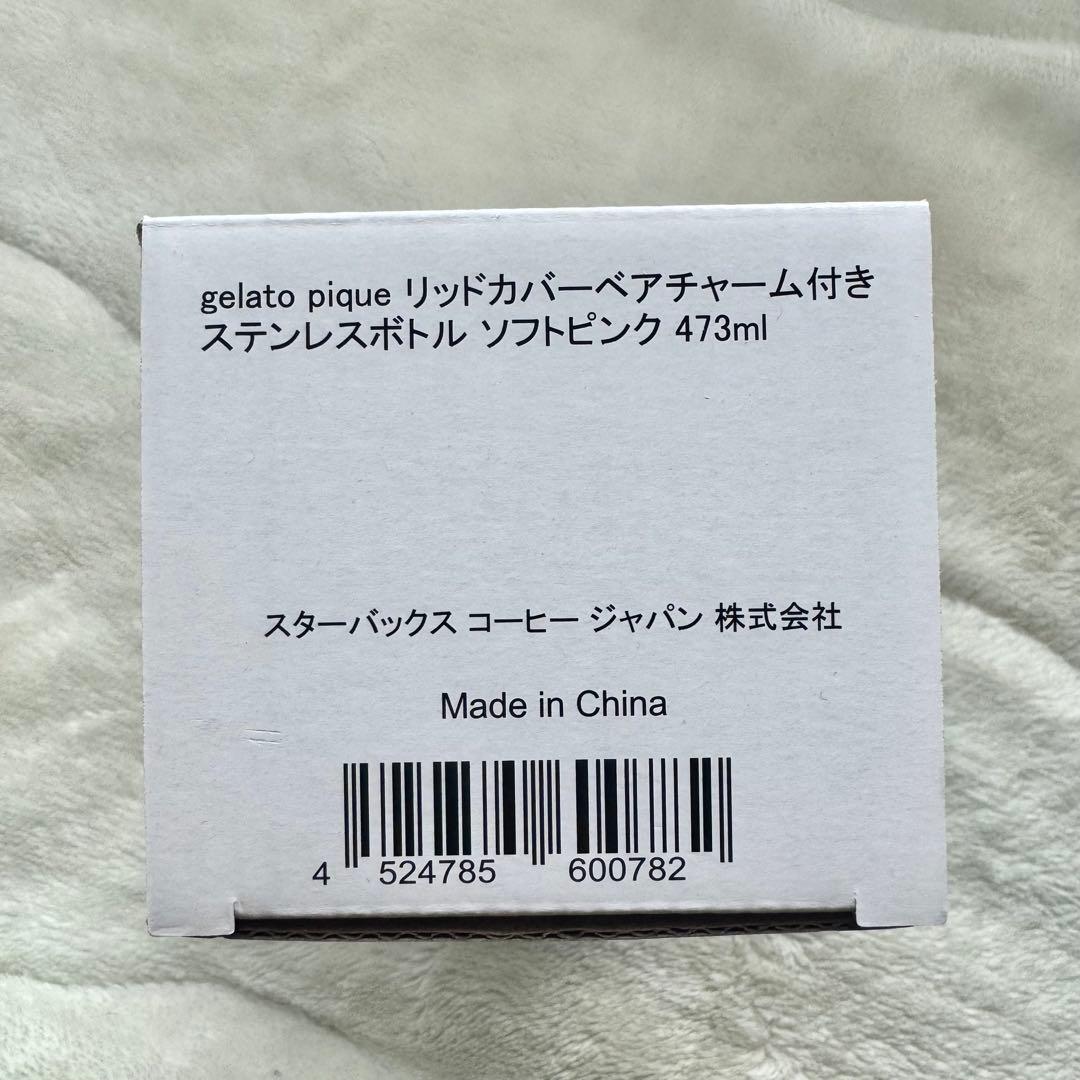 gelato pique リッドカバーベアチャーム付き
ステンレスボトル ソフトピンク 473ml
スターバックス コーヒー ジャパン 株式会社
Made in China
4 524785 600782